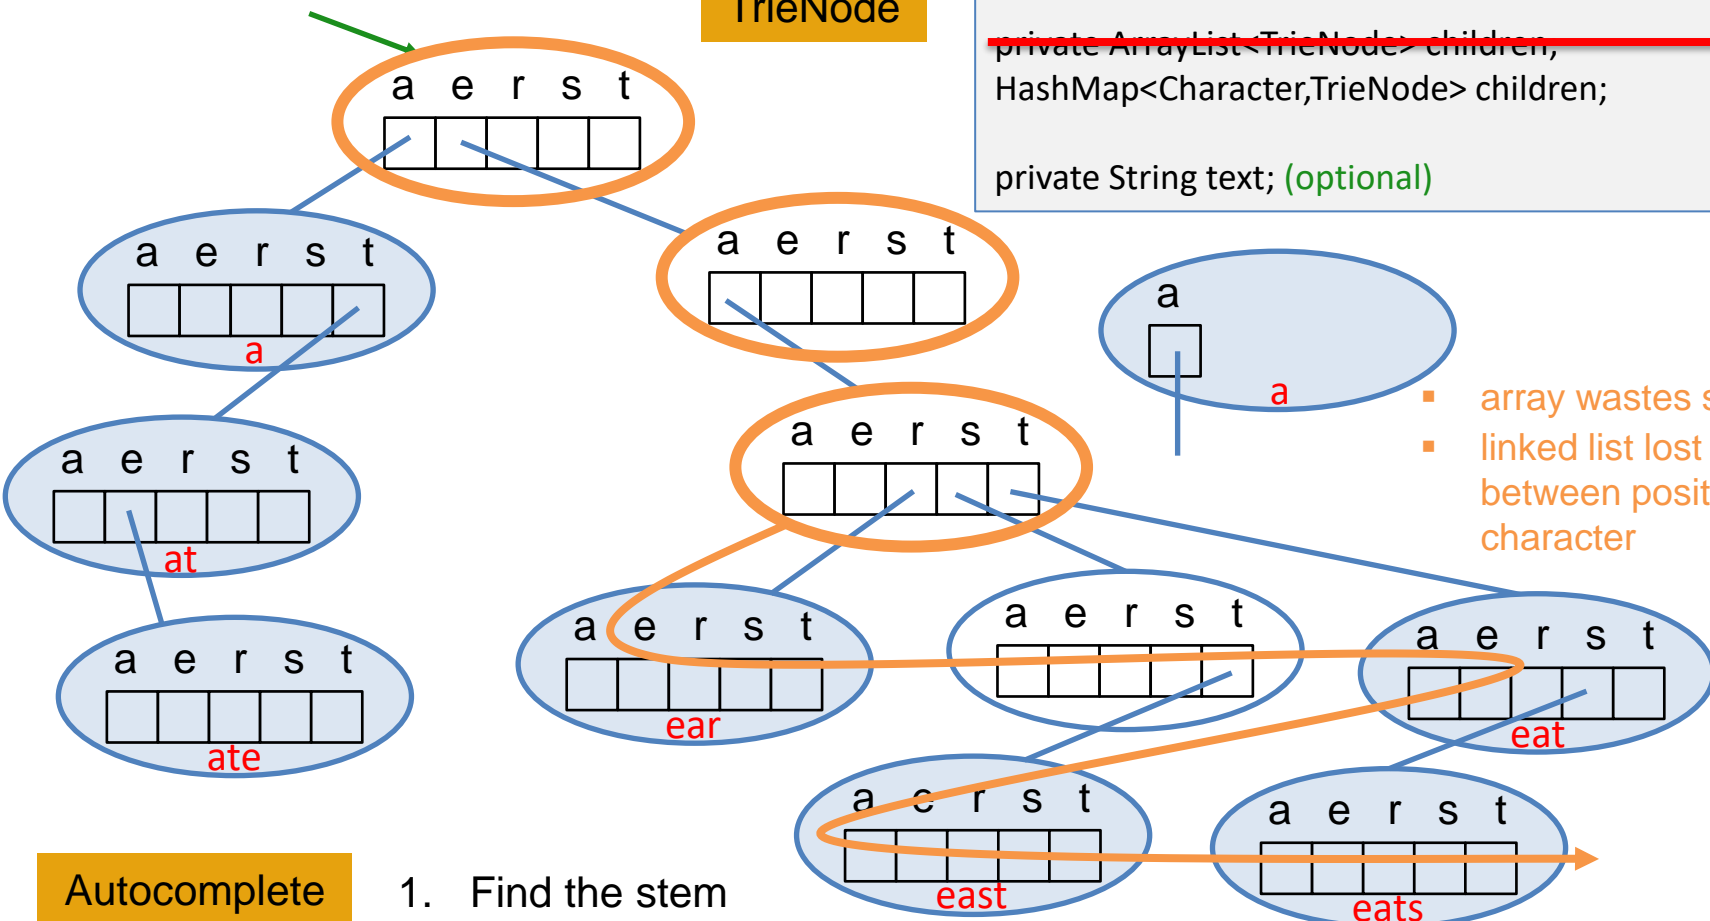 TrieNode
private ArrayList<TrieNode> children;
HashMap<Character,TrieNode> children;
private String text; (optional)
a e r s t
a e r s t
a
a e r s t
a
a
array wastes
linked list lost
between
character
a e r s t
a e r s t
at
a e r s t
ear
a e r s t
a e r s t
eat
a e r s t
ate
a e r s t
east
a e r s t
eats
Autocomplete
1. Find the stem